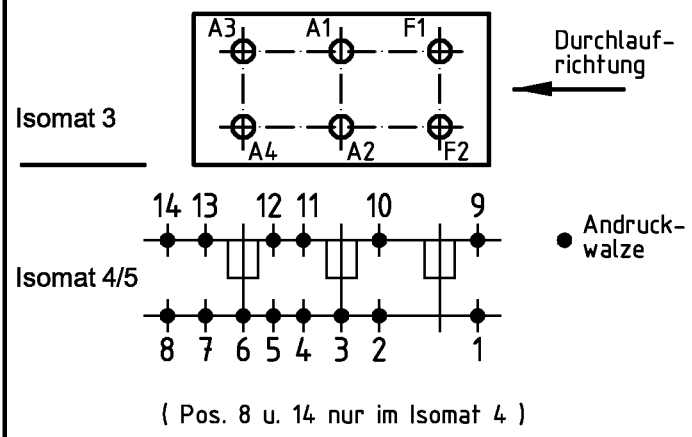 A3 A1 F1
Durchlauf-
richtung
Isomat 3
A4 A2 F2
14 13 12 11 10 9
Andruck-
walze
Isomat 4/5
8 7 6 5 4 3 2 1
( Pos. 8 u. 14 nur im Isomat 4 )